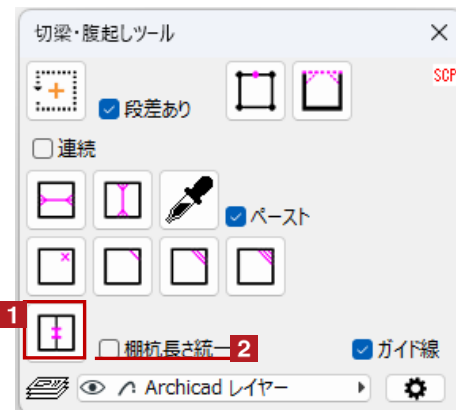 切梁・腹起しツール
SCP
段差あり
連続
ペースト
1
棚杭長さ統一 2
ガイド線
Archicad レイヤー